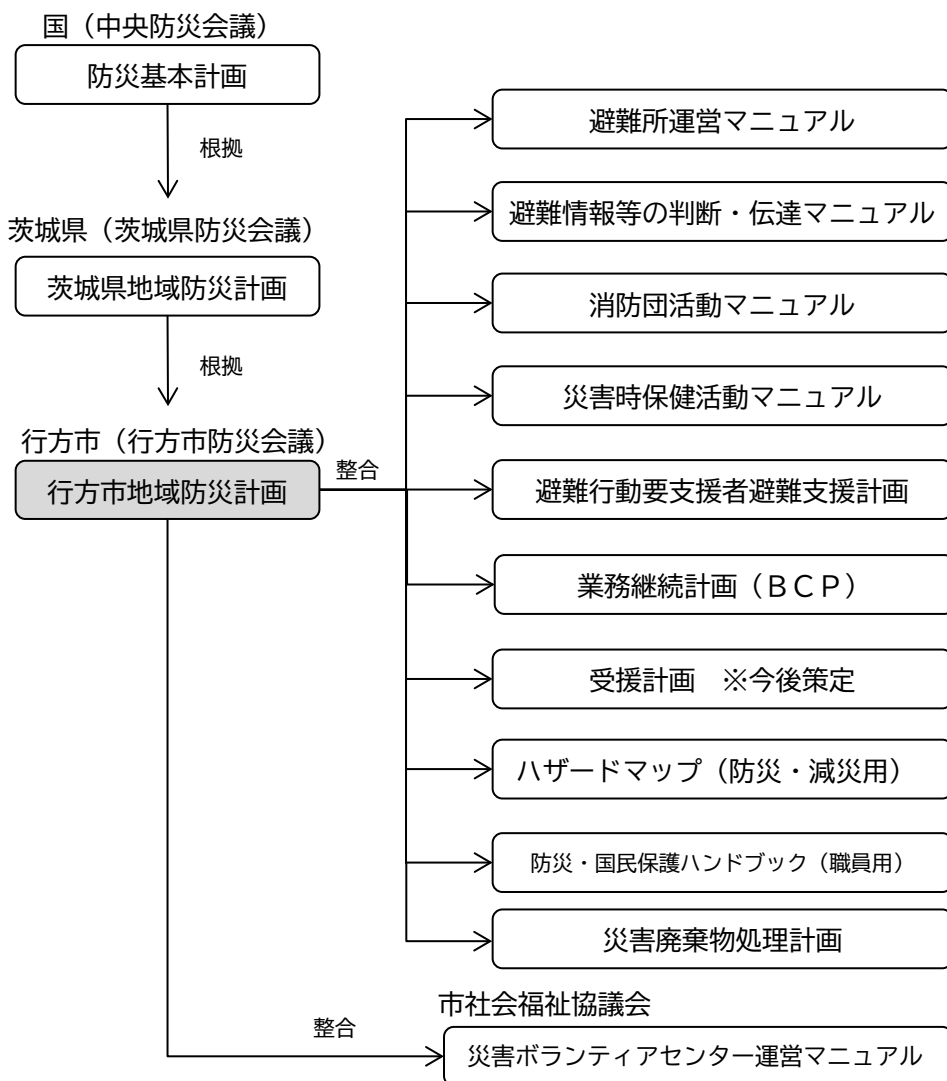 国（中央防災会議）
防災基本計画
根拠
茨城県（茨城県防災会議）
茨城県地域防災計画
根拠
行方市（行方市防災会議）
行方市地域防災計画
整合
避難所運営マニュアル
避難情報等の判断・伝達マニュアル
消防団活動マニュアル
災害時保健活動マニュアル
避難行動要支援者避難支援計画
業務継続計画（ＢＣＰ）
受援計画　※今後策定
ハザードマップ（防災・減災用）
防災・国民保護ハンドブック（職員用）
災害廃棄物処理計画
市社会福祉協議会
整合
災害ボランティアセンター運営マニュアル